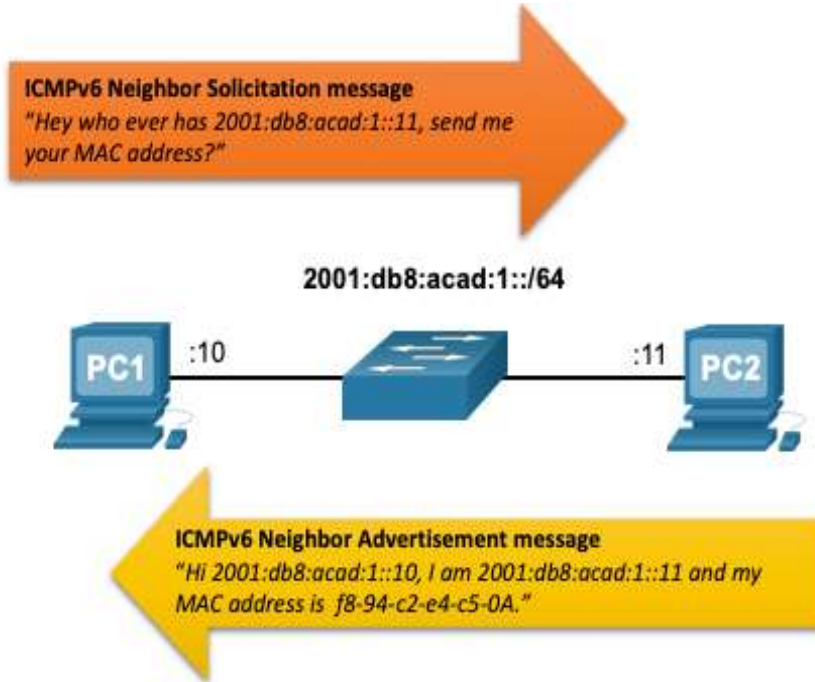 ICMPv6 Neighbor Solicitation message
"Hey who ever has 2001:db8:acad:1::11, send me
your MAC address?"
2001:db8:acad:1::/64
PC1
:10
:11
PC2
ICMPv6 Neighbor Advertisement message
"Hi 2001:db8:acad:1::10, I am 2001:db8:acad:1::11 and my
MAC address is f8-94-c2-e4-c5-0A."